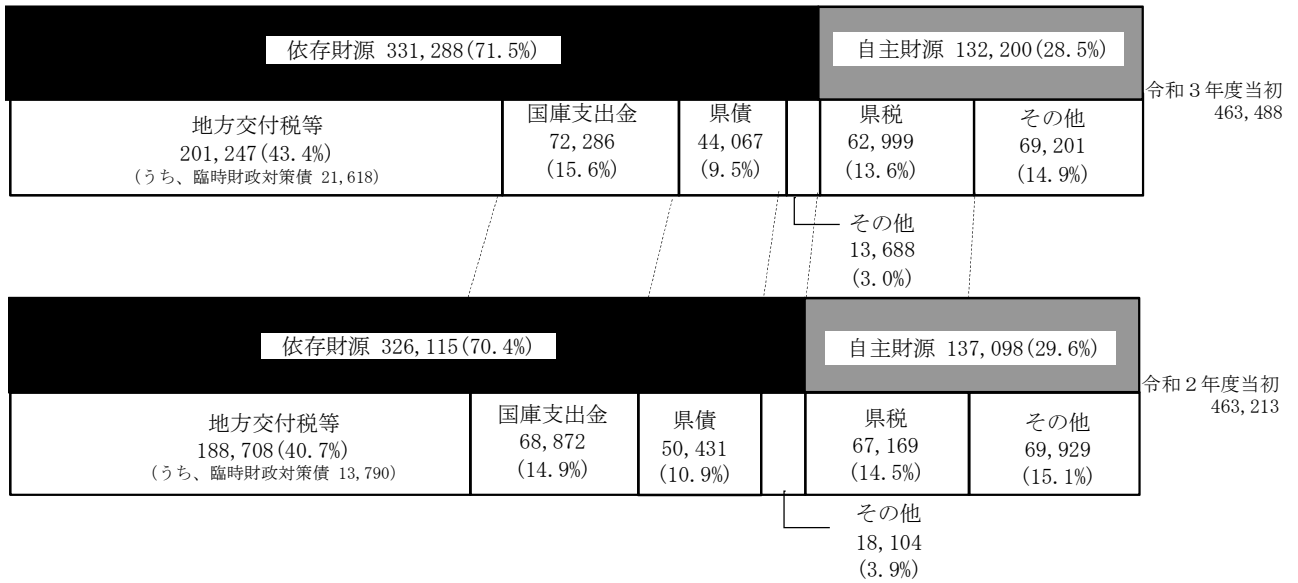 依存財源 331,288(71.5%)
自主財源 132,200(28.5%)
令和３年度当初
463,488
地方交付税等
201,247(43.4%)
(うち、臨時財政対策債 21,618)
国庫支出金
72,286
(15.6%)
県債
44,067
(9.5%)
県税
62,999
(13.6%)
その他
69,201
(14.9%)
その他
13,688
(3.0%)
依存財源 326,115(70.4%)
自主財源 137,098(29.6%)
令和２年度当初
463,213
地方交付税等
188,708(40.7%)
(うち、臨時財政対策債 13,790)
国庫支出金
68,872
(14.9%)
県債
50,431
(10.9%)
県税
67,169
(14.5%)
その他
69,929
(15.1%)
その他
18,104
(3.9%)